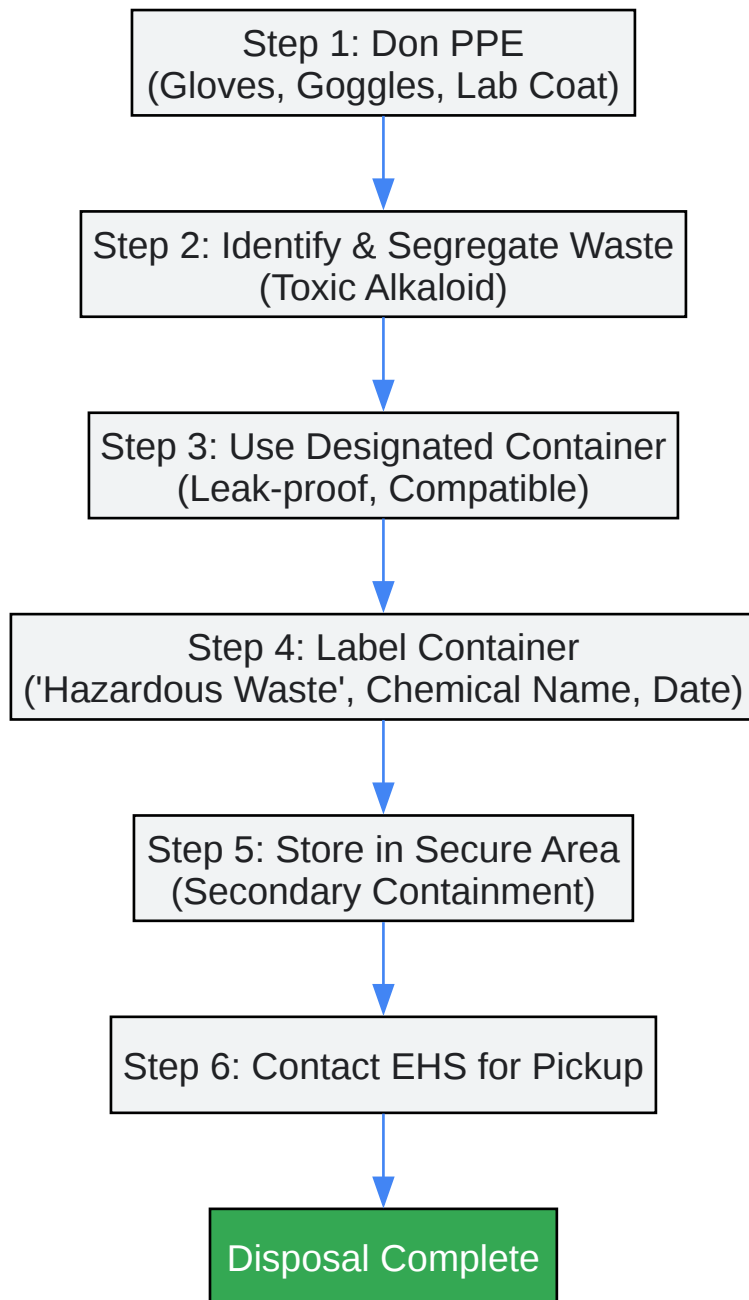 Step 1: Don PPE
(Gloves, Goggles, Lab Coat)
Step 2: Identify & Segregate Waste
(Toxic Alkaloid)
Step 3: Use Designated Container
(Leak-proof, Compatible)
Step 4: Label Container
('Hazardous Waste', Chemical Name, Date)
Step 5: Store in Secure Area
(Secondary Containment)
Step 6: Contact EHS for Pickup
Disposal Complete